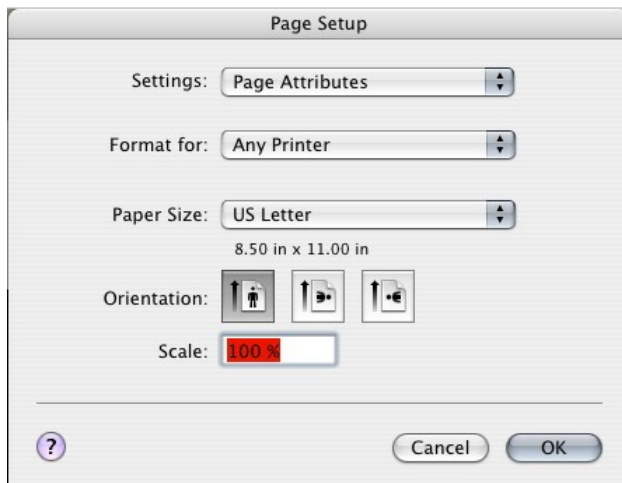 Page Setup
Settings: Page Attributes
Format for: Any Printer
Paper Size: US Letter
8.50 in x 11.00 in
Orientation:
Scale: 100 %
? Cancel OK